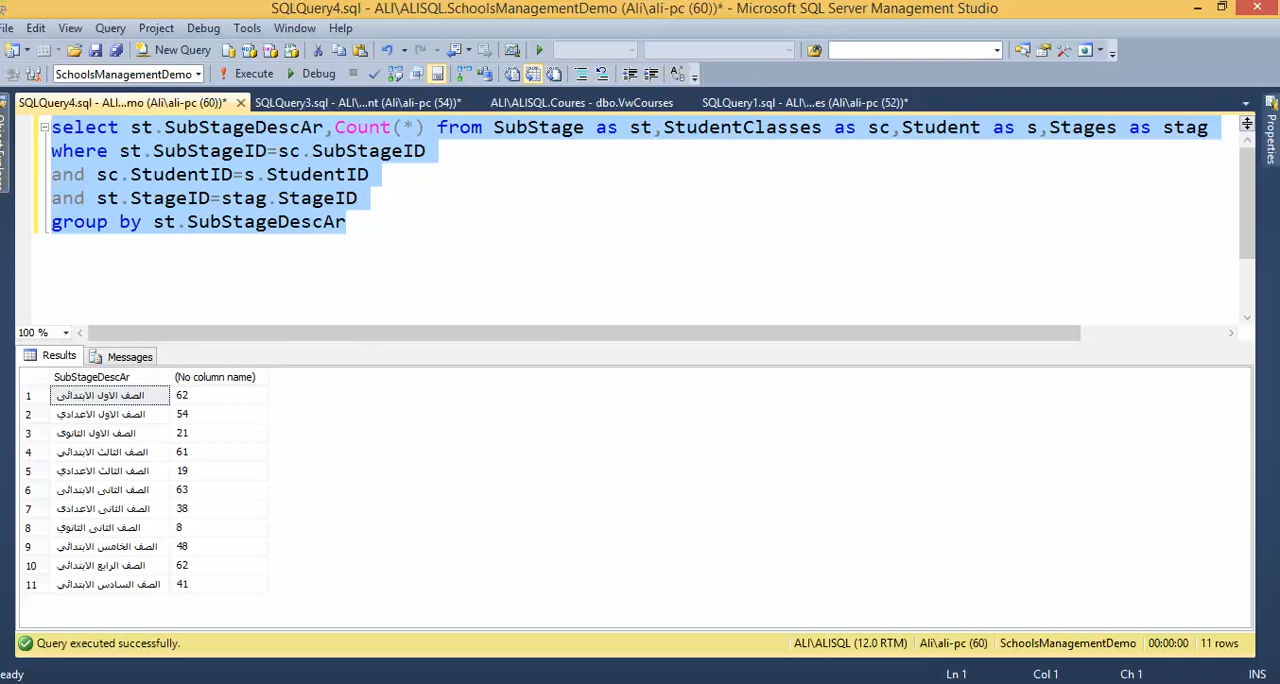 SQLQuery4.sql - ALI\ALISQL.SchoolsManagementDemo (Ali\ali-pc (60))* - Microsoft SQL Server Management Studio
File Edit View Query Project Debug Tools Window Help
New Query
SchoolsManagementDemo Execute Debug
SQLQuery4.sql - ALI...mo (Ali\ali-pc (60))* SQLQuery3.sql - ALI\...nt (Ali\ali-pc (54))* ALI\ALISQL.Coures - dbo.VwCourses SQLQuery1.sql - ALI\...es (Ali\ali-pc (52))*
select st.SubStageDescAr,Count(*) from SubStage as st,StudentClasses as sc,Student as s,Stages as stag
where st.SubStageID=sc.SubStageID
and sc.StudentID=s.StudentID
and st.StageID=stag.StageID
group by st.SubStageDescAr
Properties
100 %
Results Messages
SubStageDescAr (No column name)
1 الصف الاول الابتدائى 62
2 الصف الاول الاعدادي 54
3 الصف الاول الثانوى 21
4 الصف الثالث الابتدائي 61
5 الصف الثالث الاعدادي 19
6 الصف الثانى الابتدائى 63
7 الصف الثانى الاعدادى 38
8 الصف الثانى الثانوي 8
9 الصف الخامس الابتدائي 48
10 الصف الرابع الابتدائي 62
11 الصف السادس الابتدائي 41
Query executed successfully. ALI\ALISQL (12.0 RTM) Ali\ali-pc (60) SchoolsManagementDemo 00:00:00 11 rows
eady Ln 1 Col 1 Ch 1 INS